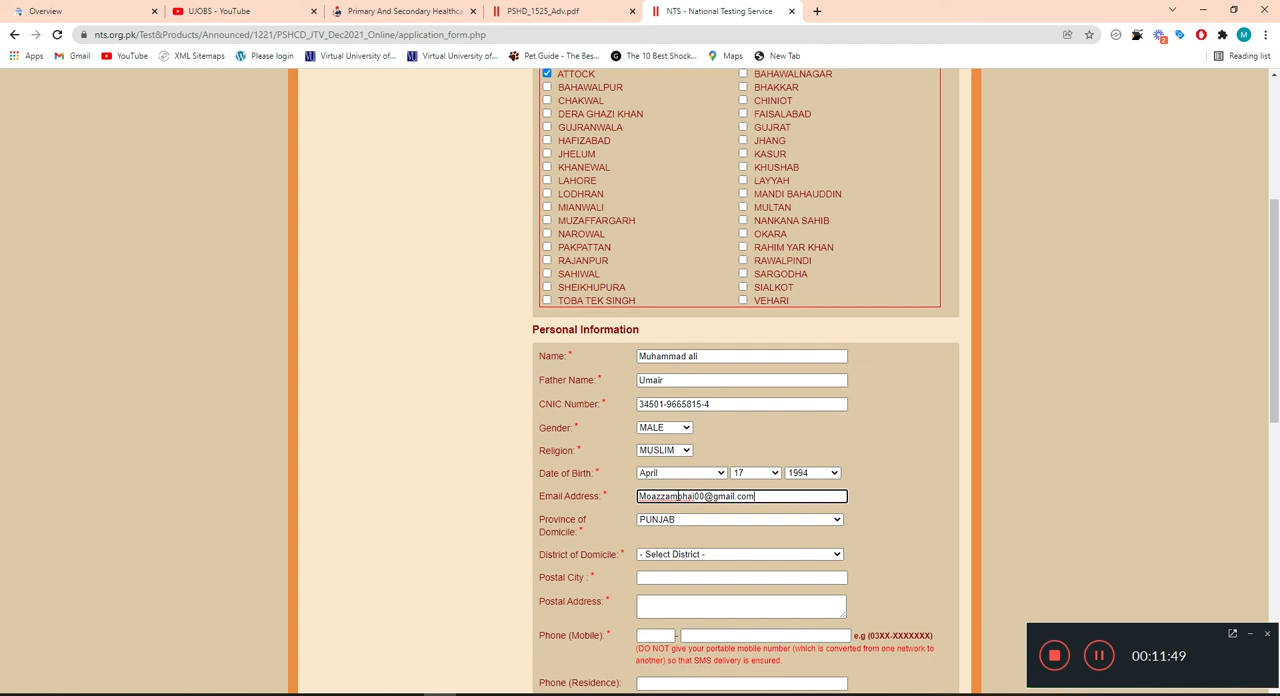 Overview
UJOBS - YouTube
Primary And Secondary Healthca
PSHD_1525_Adv.pdf
NTS - National Testing Service
nts.org.pk/Test&Products/Announced/1221/PSHCD_JTV_Dec2021_Online/application_form.php
2
M
Apps
Gmail
YouTube
XML Sitemaps
Please login
Virtual University of...
Virtual University of...
Pet Guide - The Bes...
The 10 Best Shock...
Maps
New Tab
Reading list
ATTOCK BAHAWALNAGAR
BAHAWALPUR BHAKKAR
CHAKWAL CHINIOT
DERA GHAZI KHAN FAISALABAD
GUJRANWALA GUJRAT
HAFIZABAD JHANG
JHELUM KASUR
KHANEWAL KHUSHAB
LAHORE LAYYAH
LODHRAN MANDI BAHAUDDIN
MIANWALI MULTAN
MUZAFFARGARH NANKANA SAHIB
NAROWAL OKARA
PAKPATTAN RAHIM YAR KHAN
RAJANPUR RAWALPINDI
SAHIWAL SARGODHA
SHEIKHUPURA SIALKOT
TOBA TEK SINGH VEHARI
Personal Information
Name: * Muhammad ali
Father Name: * Umair
CNIC Number: * 34501-9665815-4
Gender: * MALE
Religion: * MUSLIM
Date of Birth: * April 17 1994
Email Address: * Moazzambhai00@gmail.com
Province of
Domicile: * PUNJAB
District of Domicile: * - Select District -
Postal City : *
Postal Address: *
Phone (Mobile): * - e.g (03XX-XXXXXXX)
(DO NOT give your portable mobile number (which is converted from one network to
another) so that SMS delivery is ensured.
Phone (Residence):
00:11:49